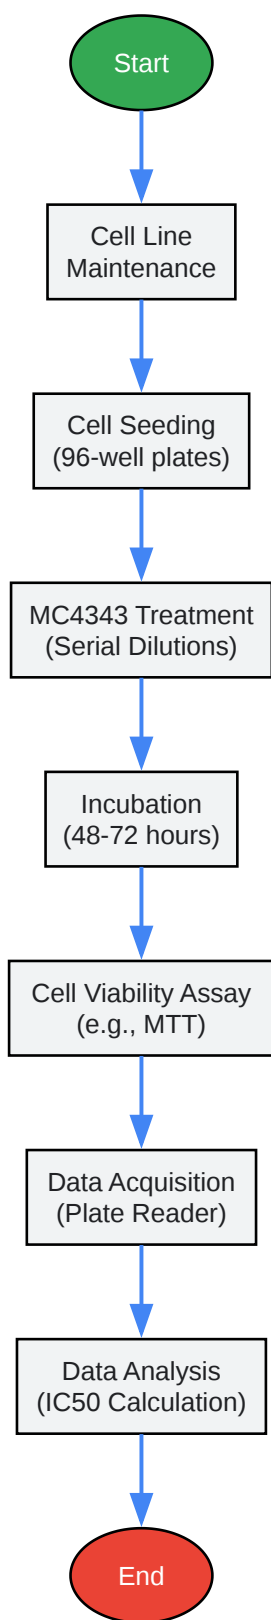 Start
Cell Line
Maintenance
Cell Seeding
(96-well plates)
MC4343 Treatment
(Serial Dilutions)
Incubation
(48-72 hours)
Cell Viability Assay
(e.g., MTT)
Data Acquisition
(Plate Reader)
Data Analysis
(IC50 Calculation)
End